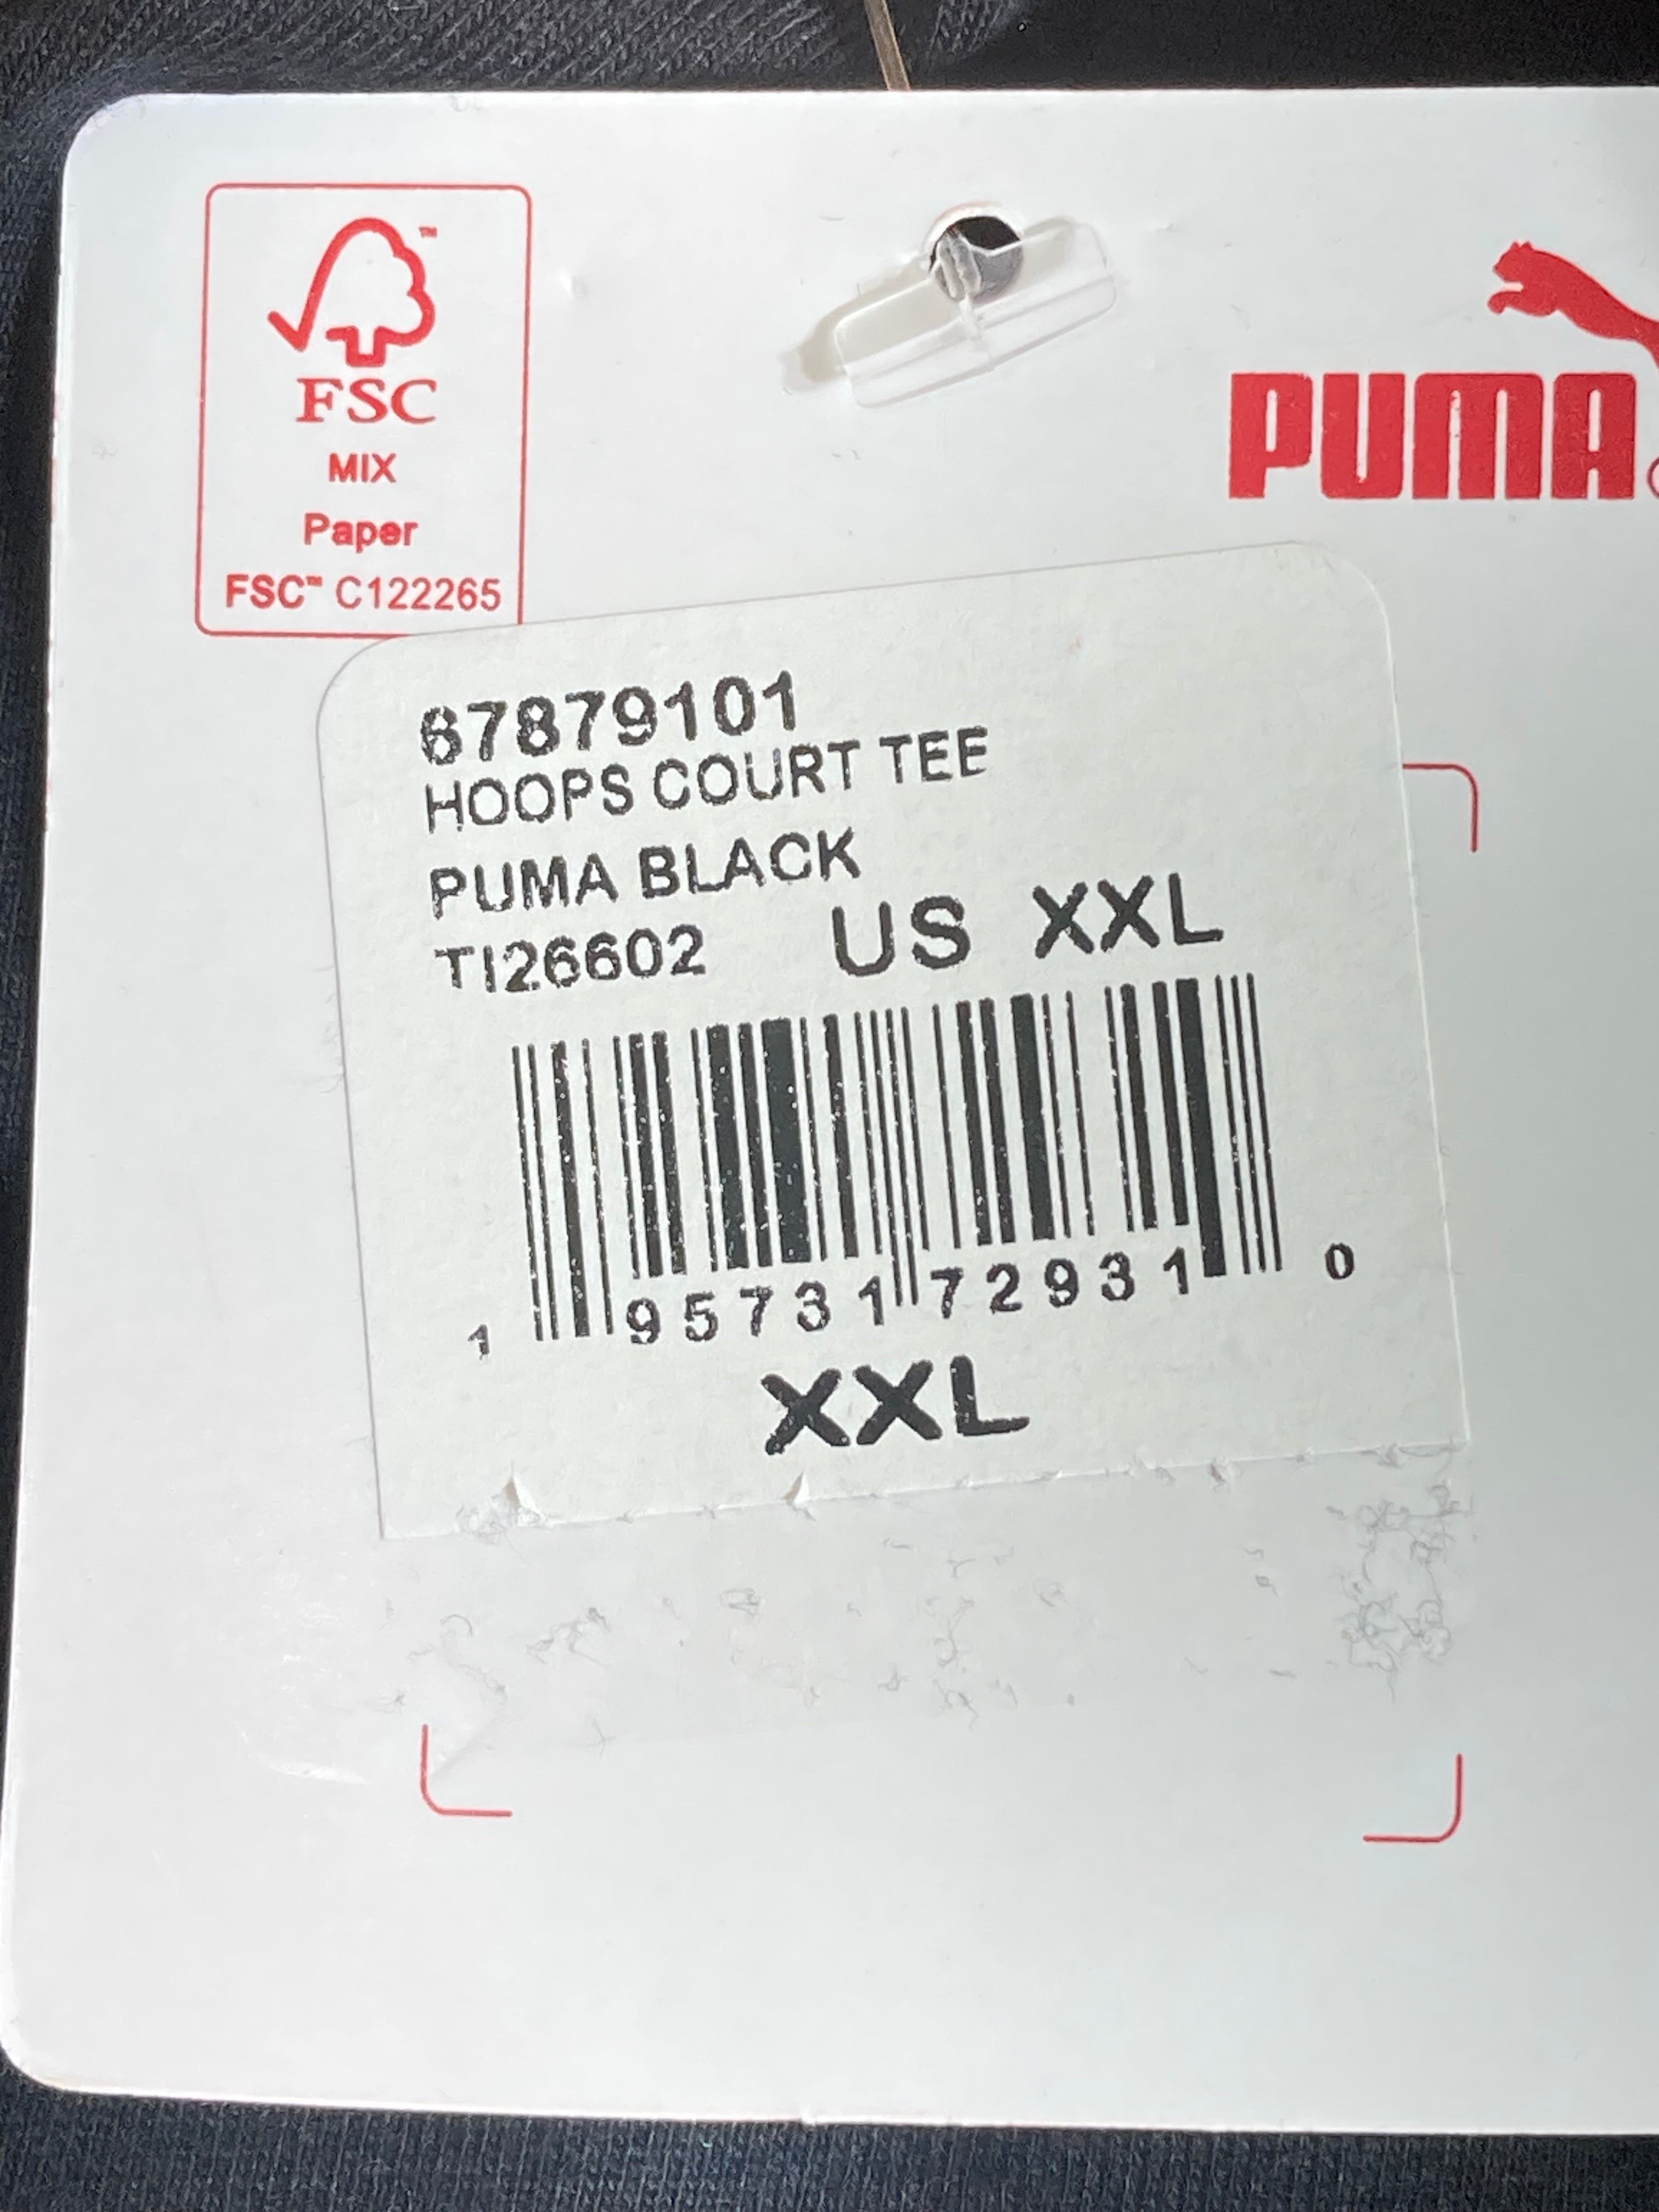 FSC™
MIX
Paper
FSC™ C122265
PUMA
67879101
HOOPS COURT TEE
PUMA BLACK
TI26602 US XXL
1 95731 72931 0
XXL